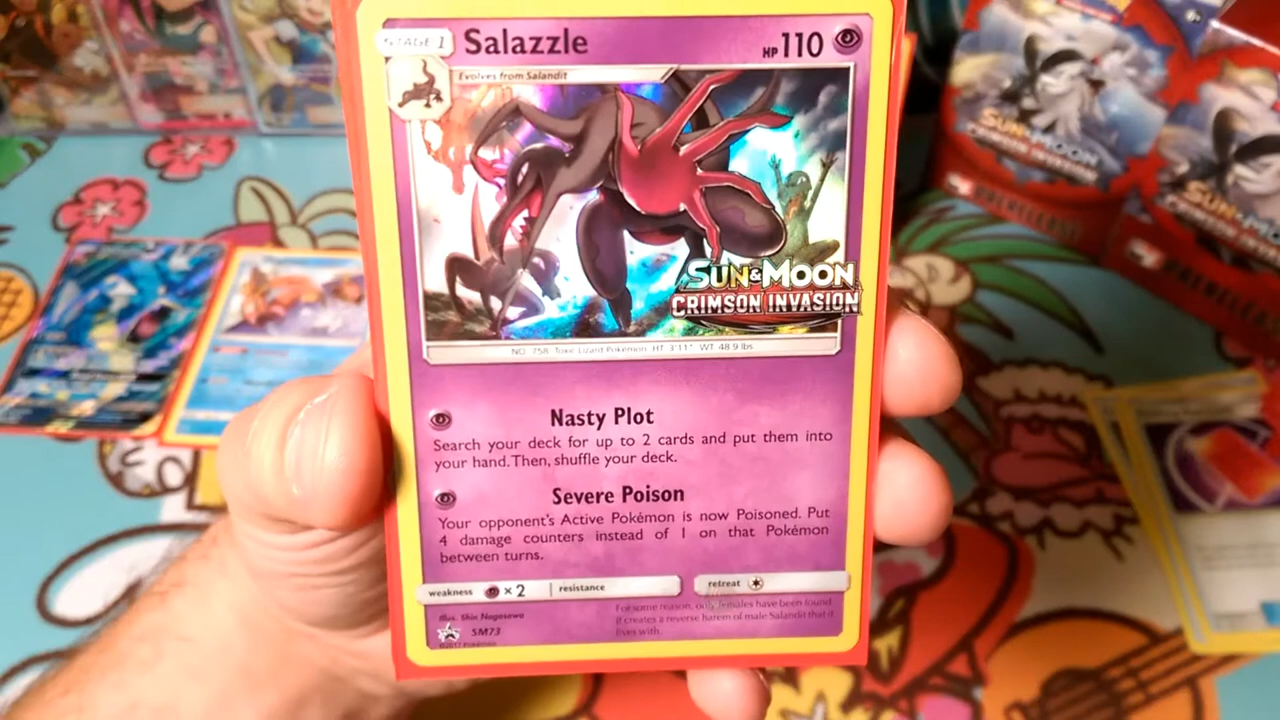 STAGE 1 Salazzle HP 110
Evolves from Salandit
SUN & MOON
CRIMSON INVASION
NO. 758 Toxic Lizard Pokémon HT 3'11" WT 48.9 lbs
Nasty Plot
Search your deck for up to 2 cards and put them into
your hand. Then, shuffle your deck.
Severe Poison
Your opponent's Active Pokémon is now Poisoned. Put
4 damage counters instead of 1 on that Pokémon
between turns.
weakness × 2 resistance retreat
Illus. Shin Nagasawa
SM73
©2017 Pokémon
For some reason, only females have been found.
It creates a reverse harem of male Salandit that it
lives with.
SUN & MOON
CRIMSON INVASION
PRERELEASE
SUN & MOON
CRIMSON INVASION
PRERELEASE